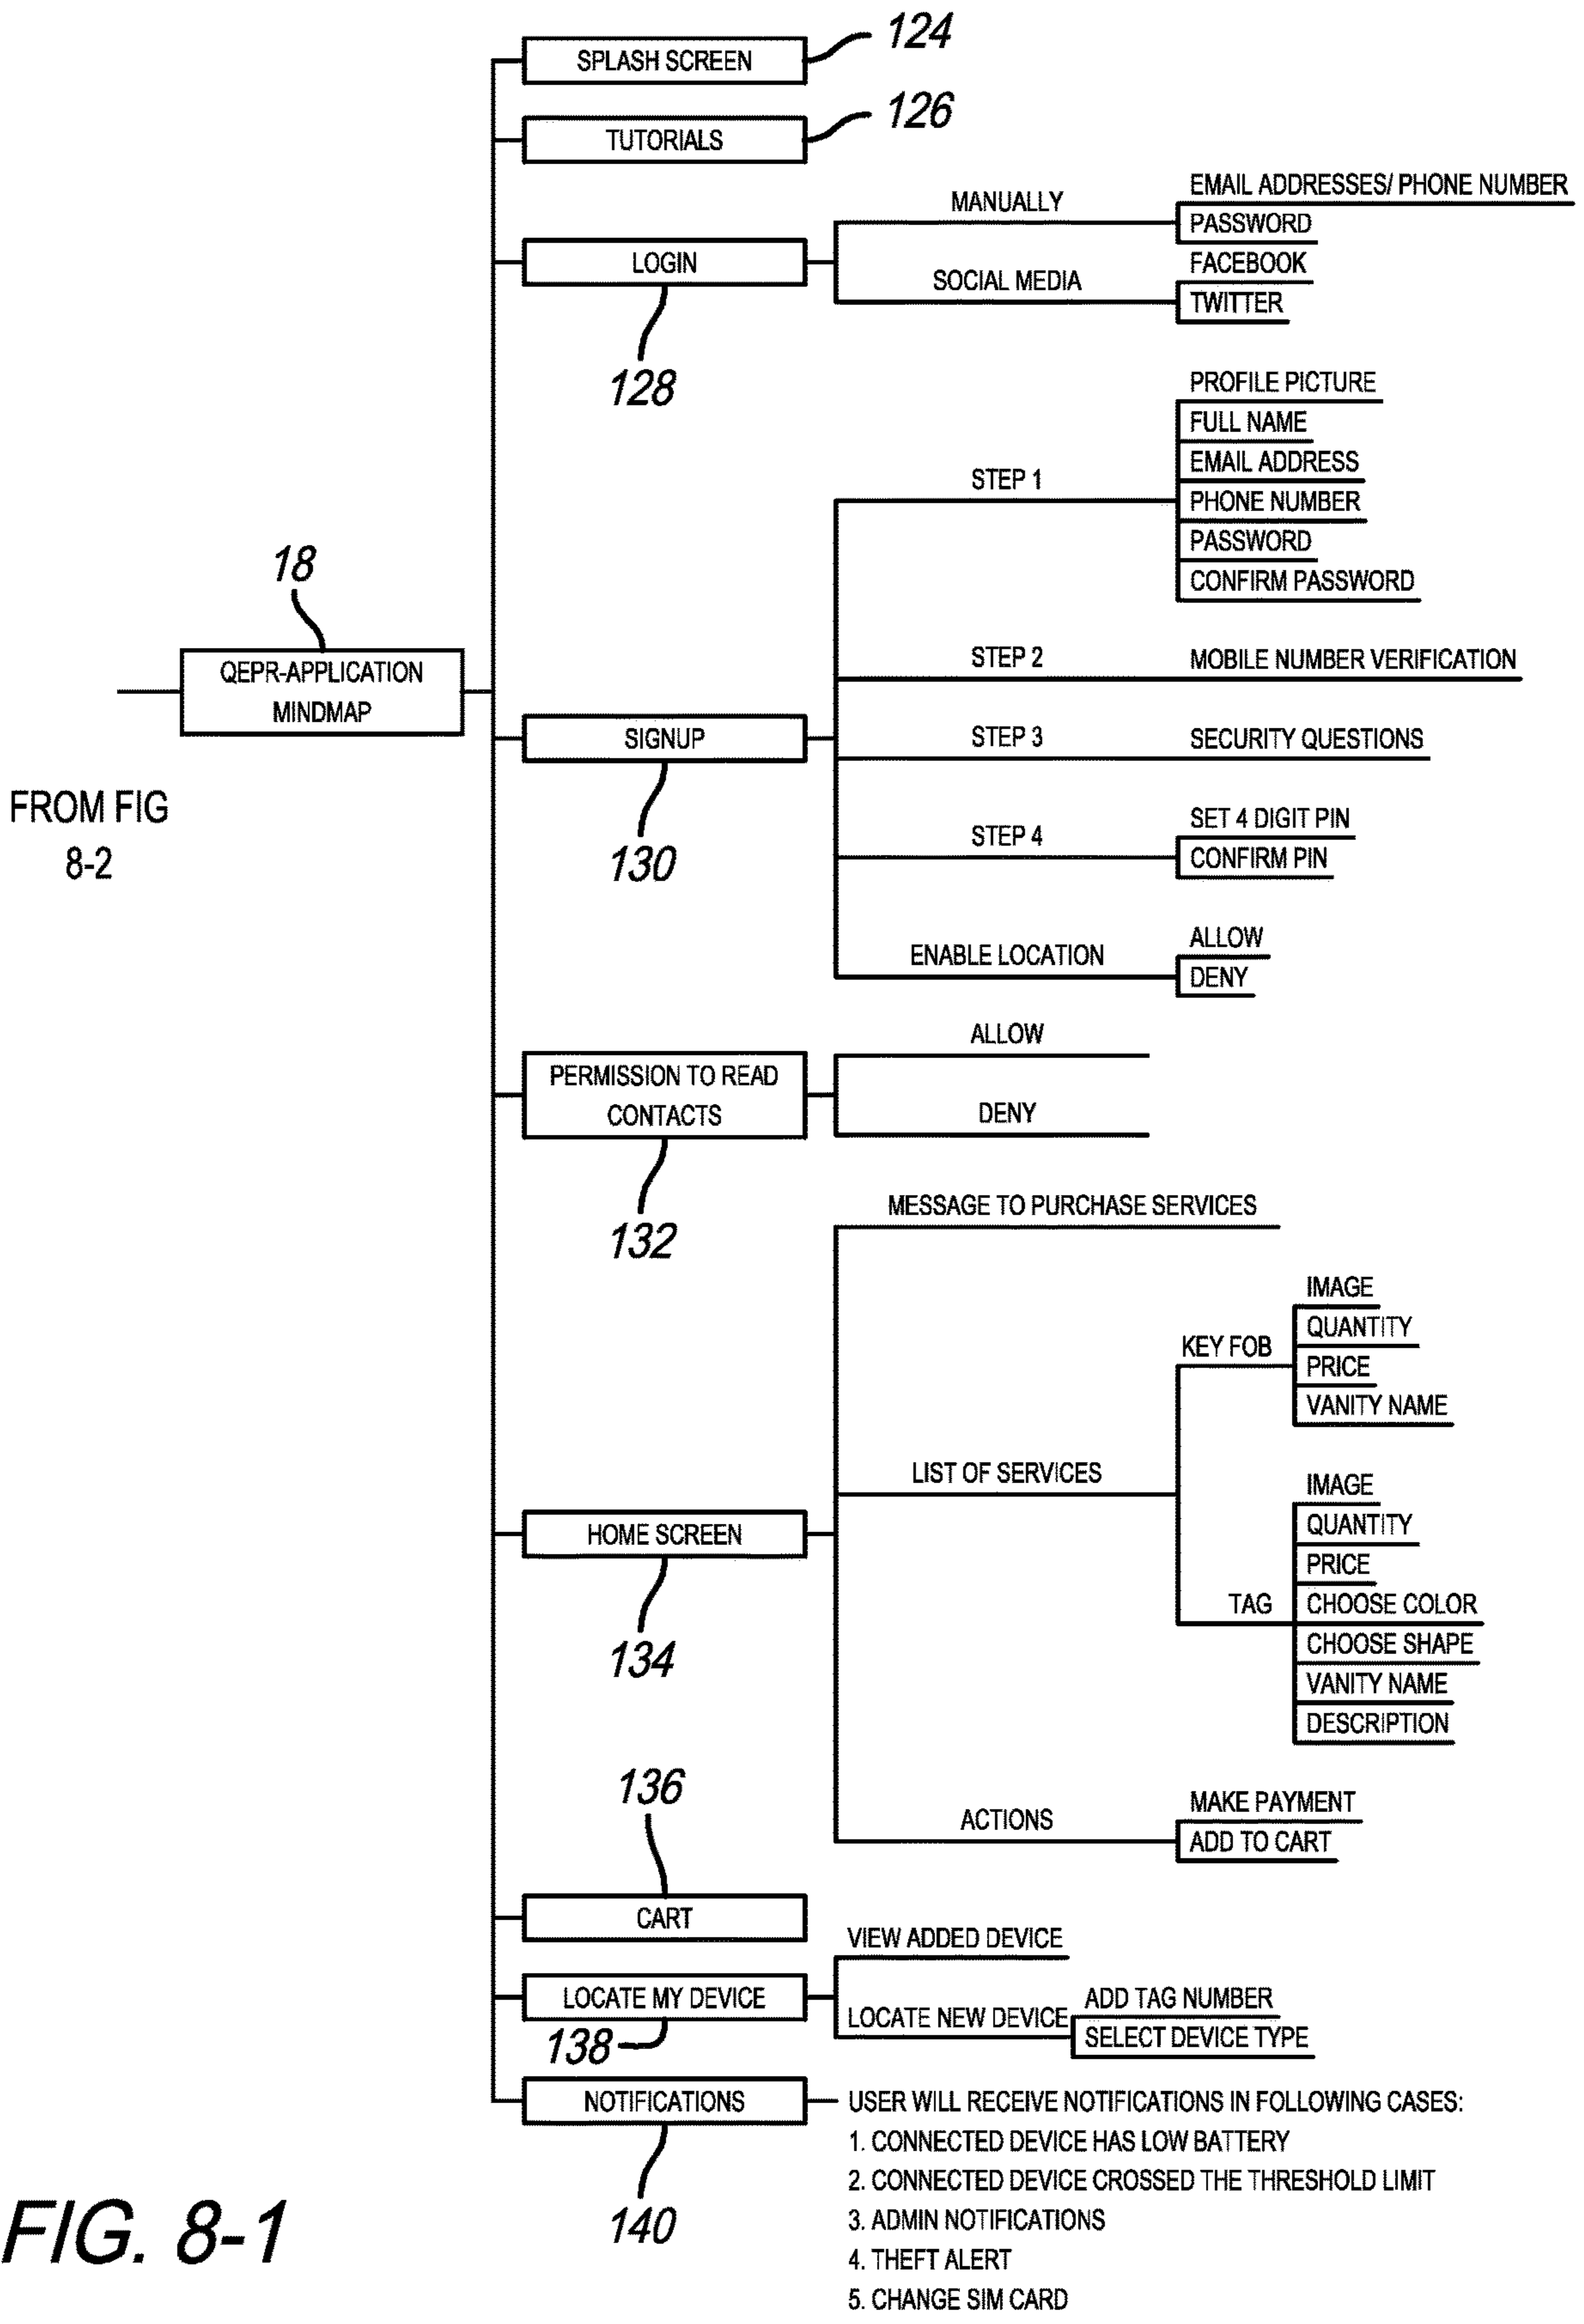 124
SPLASH SCREEN
126
TUTORIALS
MANUALLY
EMAIL ADDRESSES/ PHONE NUMBER
PASSWORD
LOGIN
SOCIAL MEDIA
FACEBOOK
TWITTER
128
PROFILE PICTURE
FULL NAME
EMAIL ADDRESS
STEP 1
PHONE NUMBER
PASSWORD
CONFIRM PASSWORD
18
QEPR-APPLICATION
MINDMAP
STEP 2
MOBILE NUMBER VERIFICATION
SIGNUP
STEP 3
SECURITY QUESTIONS
FROM FIG
8-2
130
STEP 4
SET 4 DIGIT PIN
CONFIRM PIN
ENABLE LOCATION
ALLOW
DENY
PERMISSION TO READ
CONTACTS
ALLOW
DENY
132
MESSAGE TO PURCHASE SERVICES
KEY FOB
IMAGE
QUANTITY
PRICE
VANITY NAME
LIST OF SERVICES
HOME SCREEN
134
TAG
IMAGE
QUANTITY
PRICE
CHOOSE COLOR
CHOOSE SHAPE
VANITY NAME
DESCRIPTION
ACTIONS
MAKE PAYMENT
ADD TO CART
136
CART
VIEW ADDED DEVICE
LOCATE MY DEVICE
138
LOCATE NEW DEVICE
ADD TAG NUMBER
SELECT DEVICE TYPE
NOTIFICATIONS
140
USER WILL RECEIVE NOTIFICATIONS IN FOLLOWING CASES:
1. CONNECTED DEVICE HAS LOW BATTERY
2. CONNECTED DEVICE CROSSED THE THRESHOLD LIMIT
3. ADMIN NOTIFICATIONS
4. THEFT ALERT
5. CHANGE SIM CARD
FIG. 8-1